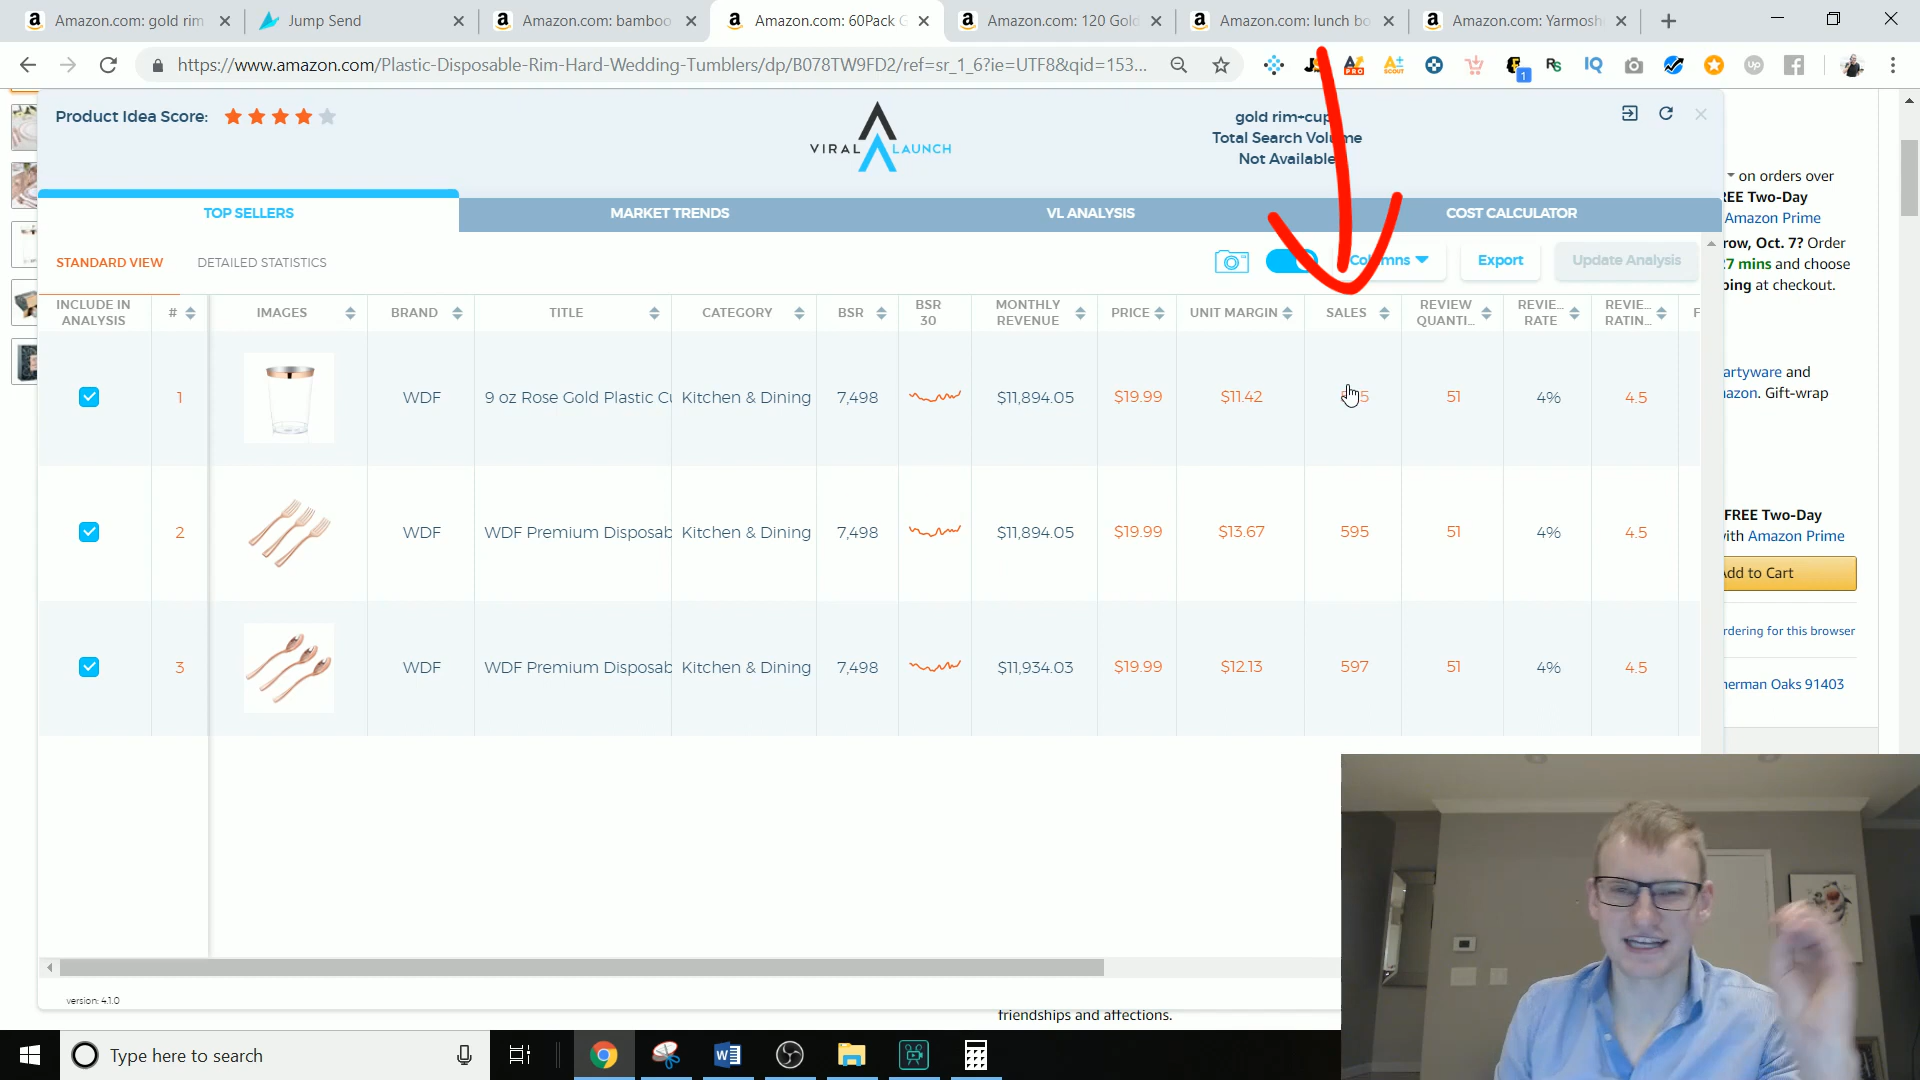 Amazon.com: gold rim
Jump Send
Amazon.com: bamboo
Amazon.com: 60Pack G
Amazon.com: 120 Gold
Amazon.com: lunch bo
Amazon.com: Yarmosh
https://www.amazon.com/Plastic-Disposable-Rim-Hard-Wedding-Tumblers/dp/B078TW9FD2/ref=sr_1_6?ie=UTF8&qid=153...
Product Idea Score:
VIRAL LAUNCH
gold rim-cup
Total Search Volume
Not Available
TOP SELLERS
MARKET TRENDS
VL ANALYSIS
COST CALCULATOR
STANDARD VIEW
DETAILED STATISTICS
Columns
Export
Update Analysis
INCLUDE IN ANALYSIS # IMAGES BRAND TITLE CATEGORY BSR BSR 30 MONTHLY REVENUE PRICE UNIT MARGIN SALES REVIEW QUANTI... REVIE... RATE REVIE... RATIN... F
1 WDF 9 oz Rose Gold Plastic Cu Kitchen & Dining 7,498 $11,894.05 $19.99 $11.42 51 4% 4.5
2 WDF WDF Premium Disposab Kitchen & Dining 7,498 $11,894.05 $19.99 $13.67 595 51 4% 4.5
3 WDF WDF Premium Disposab Kitchen & Dining 7,498 $11,934.03 $19.99 $12.13 597 51 4% 4.5
version: 4.1.0
on orders over
REE Two-Day
Amazon Prime
row, Oct. 7? Order
7 mins and choose
ping at checkout.
artyware and
azon. Gift-wrap
FREE Two-Day
with Amazon Prime
Add to Cart
rdering for this browser
herman Oaks 91403
friendships and affections.
Type here to search